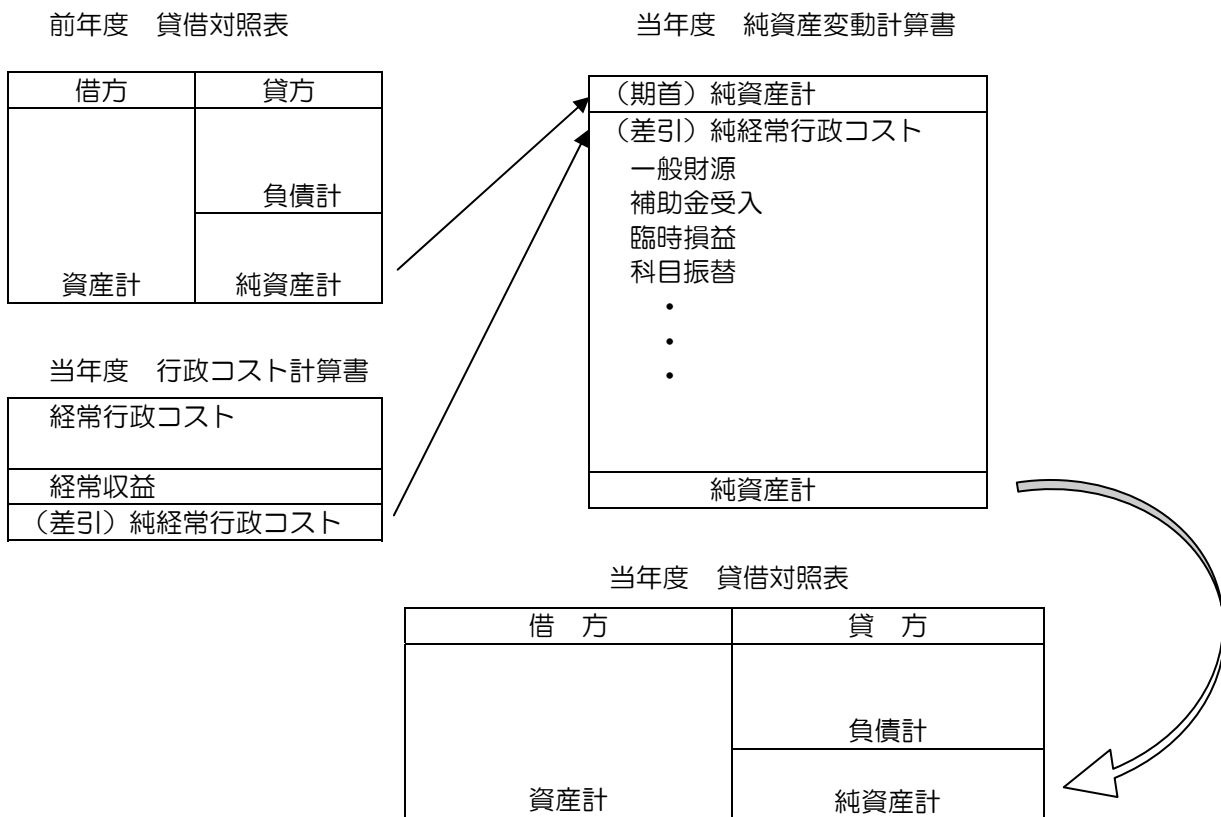 前年度　貸借対照表
借方　貸方
負債計
資産計　純資産計
当年度　行政コスト計算書
経常行政コスト
経常収益
（差引）純経常行政コスト
当年度　純資産変動計算書
（期首）純資産計
（差引）純経常行政コスト
一般財源
補助金受入
臨時損益
科目振替
・
・
・
純資産計
当年度　貸借対照表
借　方　貸　方
負債計
資産計　純資産計